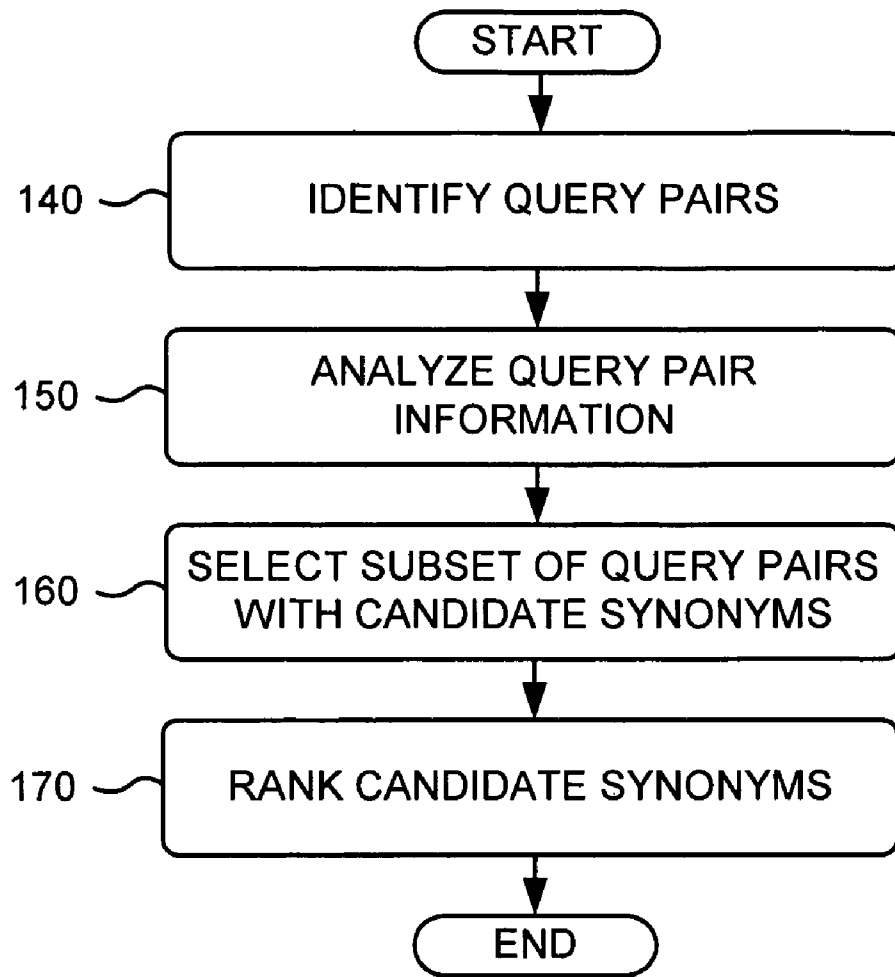 START
140
IDENTIFY QUERY PAIRS
150
ANALYZE QUERY PAIR
INFORMATION
160
SELECT SUBSET OF QUERY PAIRS
WITH CANDIDATE SYNONYMS
170
RANK CANDIDATE SYNONYMS
END